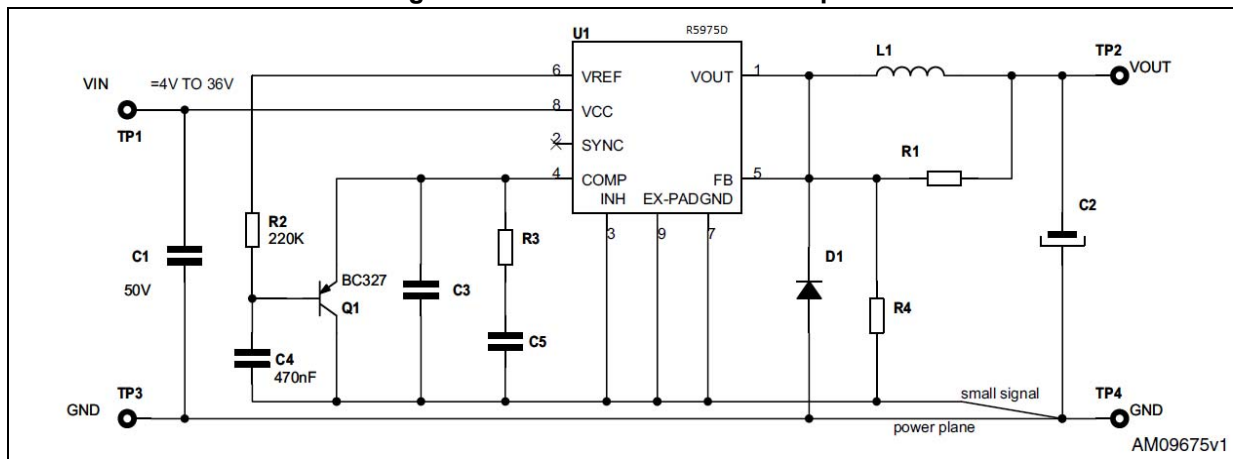 U1
R5975D
VIN
=4V TO 36V
TP1
6
VREF
VOUT
1
L1
TP2
VOUT
8
VCC
2
SYNC
4
COMP
FB
5
R1
INH
EX-PAD
GND
3
9
7
R2
220K
C1
50V
BC327
Q1
C3
R3
C5
D1
R4
C2
C4
470nF
small signal
TP3
GND
power plane
TP4
GND
AM09675v1